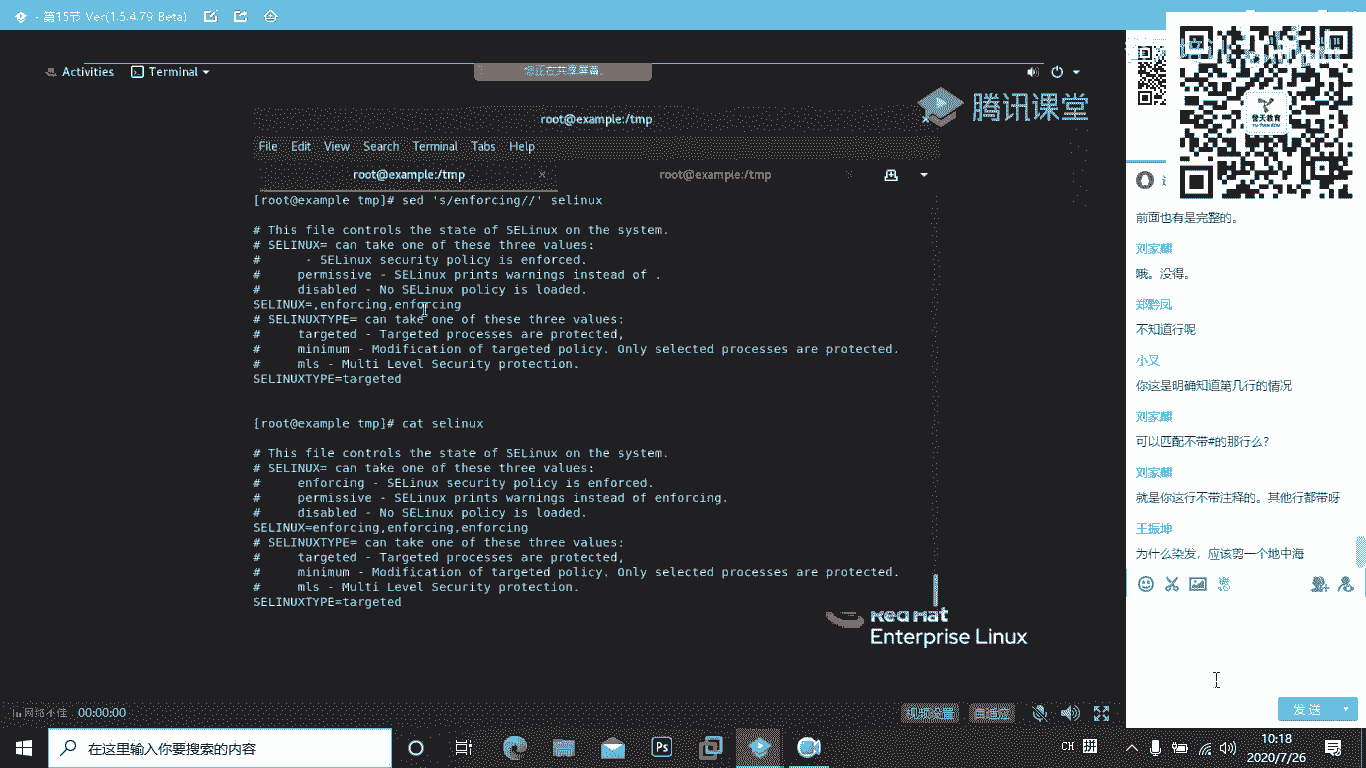 - 第15节 Ver(1.5.4.79 Beta)
Activities
Terminal
您正在共享屏幕。
腾讯课堂
root@example:/tmp
File Edit View Search Terminal Tabs Help
root@example:/tmp
root@example:/tmp
[root@example tmp]# sed 's/enforcing//' selinux
# This file controls the state of SELinux on the system.
# SELINUX= can take one of these three values:
#      - SELinux security policy is enforced.
#     permissive - SELinux prints warnings instead of .
#     disabled - No SELinux policy is loaded.
SELINUX=,enforcing,enforcing
# SELINUXTYPE= can take one of these three values:
#     targeted - Targeted processes are protected,
#     minimum - Modification of targeted policy. Only selected processes are protected.
#     mls - Multi Level Security protection.
SELINUXTYPE=targeted
[root@example tmp]# cat selinux
# This file controls the state of SELinux on the system.
# SELINUX= can take one of these three values:
#     enforcing - SELinux security policy is enforced.
#     permissive - SELinux prints warnings instead of enforcing.
#     disabled - No SELinux policy is loaded.
SELINUX=enforcing,enforcing,enforcing
# SELINUXTYPE= can take one of these three values:
#     targeted - Targeted processes are protected,
#     minimum - Modification of targeted policy. Only selected processes are protected.
#     mls - Multi Level Security protection.
SELINUXTYPE=targeted
Red Hat
Enterprise Linux
网络不佳 00:00:00
视频设置
誉天教育
YU TIAN EDU
前面也有是完整的。
刘家麟
哦。没得。
郑黔凤
不知道行呢
小叉
你这是明确知道第几行的情况
刘家麟
可以匹配不带#的那行么?
刘家麟
就是你这行不带注释的。其他行都带呀
王振坤
为什么染发，应该剪一个地中海
发送
在这里输入你要搜索的内容
Ps
CH 拼
10:18
2020/7/26